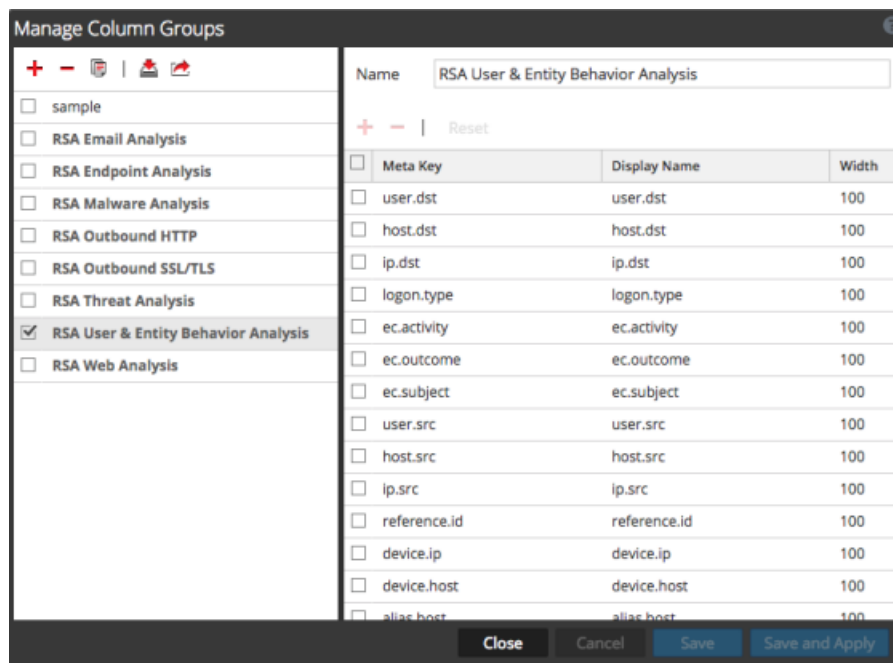 Manage Column Groups
sample
RSA Email Analysis
RSA Endpoint Analysis
RSA Malware Analysis
RSA Outbound HTTP
RSA Outbound SSL/TLS
RSA Threat Analysis
RSA User & Entity Behavior Analysis
RSA Web Analysis
Name RSA User & Entity Behavior Analysis
Reset
Meta Key Display Name Width
user.dst user.dst 100
host.dst host.dst 100
ip.dst ip.dst 100
logon.type logon.type 100
ec.activity ec.activity 100
ec.outcome ec.outcome 100
ec.subject ec.subject 100
user.src user.src 100
host.src host.src 100
ip.src ip.src 100
reference.id reference.id 100
device.ip device.ip 100
device.host device.host 100
alias.host alias.host 100
Close Cancel Save Save and Apply